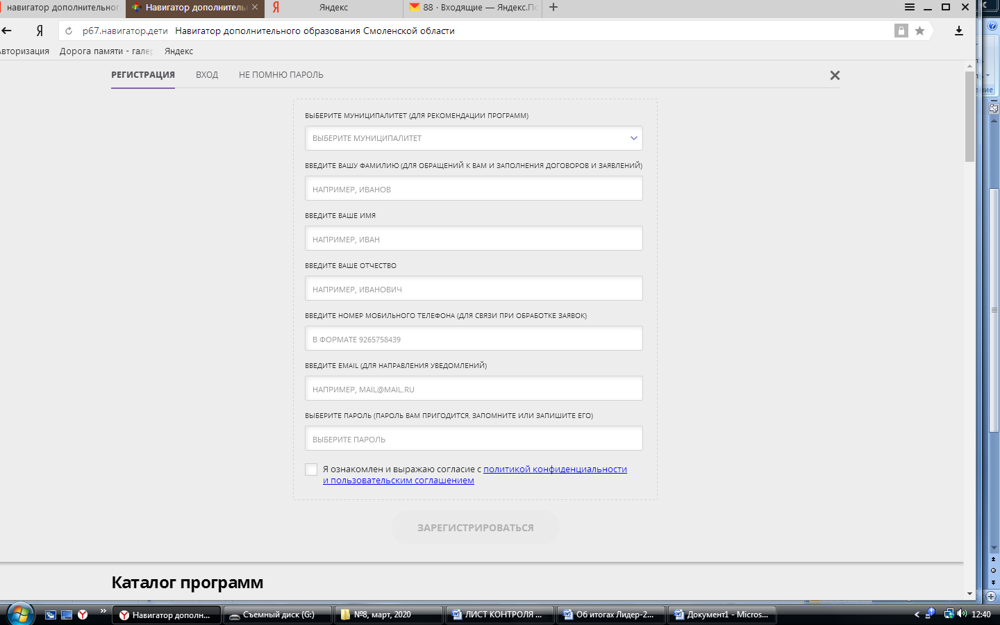 навигатор дополнительног
Навигатор дополнительн
Яндекс
88 · Входящие — Яндекс.По
Я
р67.навигатор.дети Навигатор дополнительного образования Смоленской области
Авторизация
Дорога памяти - гале
Яндекс
РЕГИСТРАЦИЯ
ВХОД
НЕ ПОМНЮ ПАРОЛЬ
ВЫБЕРИТЕ МУНИЦИПАЛИТЕТ (ДЛЯ РЕКОМЕНДАЦИИ ПРОГРАММ)
ВЫБЕРИТЕ МУНИЦИПАЛИТЕТ
ВВЕДИТЕ ВАШУ ФАМИЛИЮ (ДЛЯ ОБРАЩЕНИЙ К ВАМ И ЗАПОЛНЕНИЯ ДОГОВОРОВ И ЗАЯВЛЕНИЙ)
НАПРИМЕР, ИВАНОВ
ВВЕДИТЕ ВАШЕ ИМЯ
НАПРИМЕР, ИВАН
ВВЕДИТЕ ВАШЕ ОТЧЕСТВО
НАПРИМЕР, ИВАНОВИЧ
ВВЕДИТЕ НОМЕР МОБИЛЬНОГО ТЕЛЕФОНА (ДЛЯ СВЯЗИ ПРИ ОБРАБОТКЕ ЗАЯВОК)
В ФОРМАТЕ 9265758439
ВВЕДИТЕ EMAIL (ДЛЯ НАПРАВЛЕНИЯ УВЕДОМЛЕНИЙ)
НАПРИМЕР, MAIL@MAIL.RU
ВЫБЕРИТЕ ПАРОЛЬ (ПАРОЛЬ ВАМ ПРИГОДИТСЯ, ЗАПОМНИТЕ ИЛИ ЗАПИШИТЕ ЕГО)
ВЫБЕРИТЕ ПАРОЛЬ
Я ознакомлен и выражаю согласие с политикой конфиденциальности
и пользовательским соглашением
ЗАРЕГИСТРИРОВАТЬСЯ
Каталог программ
Навигатор дополн...
Съемный диск (G:)
№8, март, 2020
ЛИСТ КОНТРОЛЯ ...
Об итогах Лидер-2...
Документ1 - Micros...
12:40